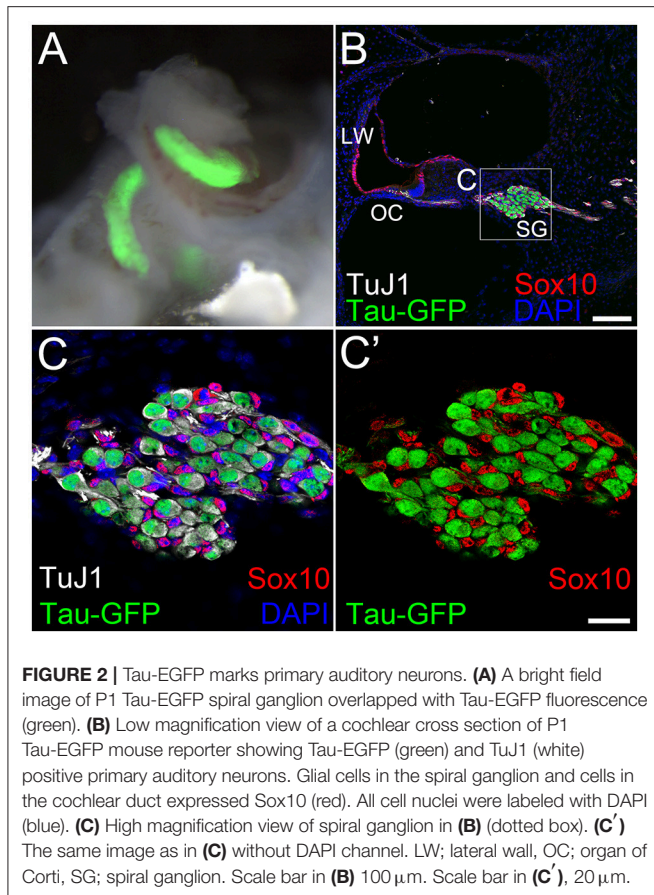 A
B
LW
C
OC
SG
TuJ1 Sox10
Tau-GFP DAPI
C C'
TuJ1 Sox10 Sox10
Tau-GFP DAPI Tau-GFP
FIGURE 2 | Tau-EGFP marks primary auditory neurons. (A) A bright field
image of P1 Tau-EGFP spiral ganglion overlapped with Tau-EGFP fluorescence
(green). (B) Low magnification view of a cochlear cross section of P1
Tau-EGFP mouse reporter showing Tau-EGFP (green) and TuJ1 (white)
positive primary auditory neurons. Glial cells in the spiral ganglion and cells in
the cochlear duct expressed Sox10 (red). All cell nuclei were labeled with DAPI
(blue). (C) High magnification view of spiral ganglion in (B) (dotted box). (C′)
The same image as in (C) without DAPI channel. LW; lateral wall, OC; organ of
Corti, SG; spiral ganglion. Scale bar in (B) 100 μm. Scale bar in (C′), 20 μm.